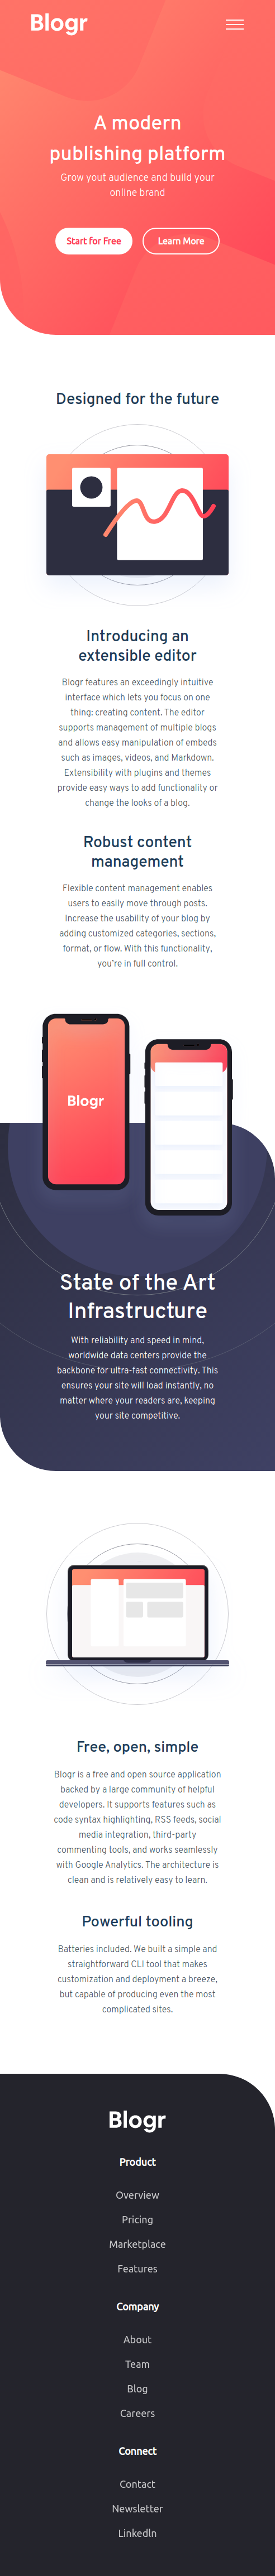 Blogr
A modern
publishing platform
Grow yout audience and build your
online brand
Start for Free
Learn More
Designed for the future
Introducing an
extensible editor
Blogr features an exceedingly intuitive
interface which lets you focus on one
thing: creating content. The editor
supports management of multiple blogs
and allows easy manipulation of embeds
such as images, videos, and Markdown.
Extensibility with plugins and themes
provide easy ways to add functionality or
change the looks of a blog.
Robust content
management
Flexible content management enables
users to easily move through posts.
Increase the usability of your blog by
adding customized categories, sections,
format, or flow. With this functionality,
you're in full control.
Blogr
State of the Art
Infrastructure
With reliability and speed in mind,
worldwide data centers provide the
backbone for ultra-fast connectivity. This
ensures your site will load instantly, no
matter where your readers are, keeping
your site competitive.
Free, open, simple
Blogr is a free and open source application
backed by a large community of helpful
developers. It supports features such as
code syntax highlighting, RSS feeds, social
media integration, third-party
commenting tools, and works seamlessly
with Google Analytics. The architecture is
clean and is relatively easy to learn.
Powerful tooling
Batteries included. We built a simple and
straightforward CLI tool that makes
customization and deployment a breeze,
but capable of producing even the most
complicated sites.
Blogr
Product
Overview
Pricing
Marketplace
Features
Company
About
Team
Blog
Careers
Connect
Contact
Newsletter
Linkedln